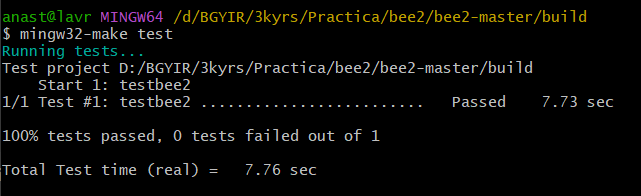 anast@lavr MINGW64 /d/BGYIR/3kyrs/Practica/bee2/bee2-master/build
$ mingw32-make test
Running tests...
Test project D:/BGYIR/3kyrs/Practica/bee2/bee2-master/build
    Start 1: testbee2
1/1 Test #1: testbee2 .........................   Passed    7.73 sec

100% tests passed, 0 tests failed out of 1

Total Test time (real) =   7.76 sec